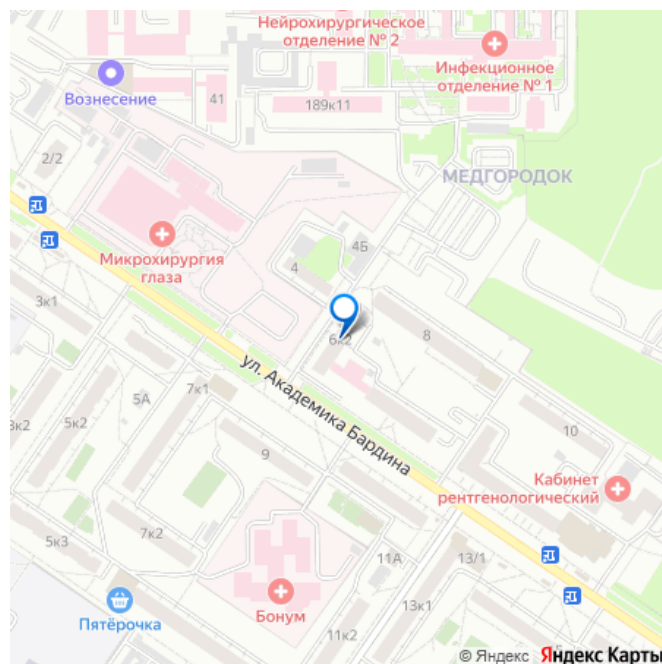 Нейрохирургическое
отделение № 2
Инфекционное
отделение № 1
Вознесение
41
189к11
2/2
МЕДГОРОДОК
Микрохирургия
глаза
4Б
4
3к1
6к2
8
ул. Академика Бардина
7к1
5А
5к2
3к2
9
10
Кабинет
рентгенологический
7к2
5к3
11А
13/1
Бонум
13к1
Пятёрочка
11к2
© Яндекс Яндекс Карты